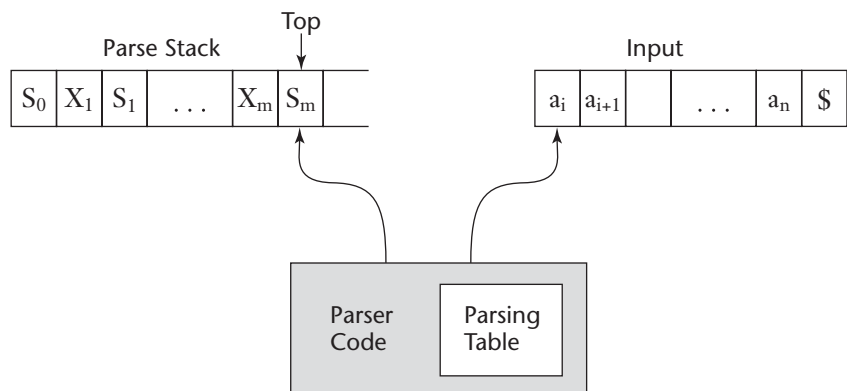 Top
Parse Stack
Input
S₀ X₁ S₁ . . . Xₘ Sₘ
aᵢ aᵢ₊₁ . . . aₙ $
Parser
Code
Parsing
Table